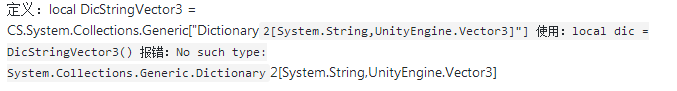 定义：local DicStringVector3 =
CS.System.Collections.Generic["Dictionary 2[System.String,UnityEngine.Vector3]"] 使用：local dic =
DicStringVector3() 报错：No such type:
System.Collections.Generic.Dictionary 2[System.String,UnityEngine.Vector3]